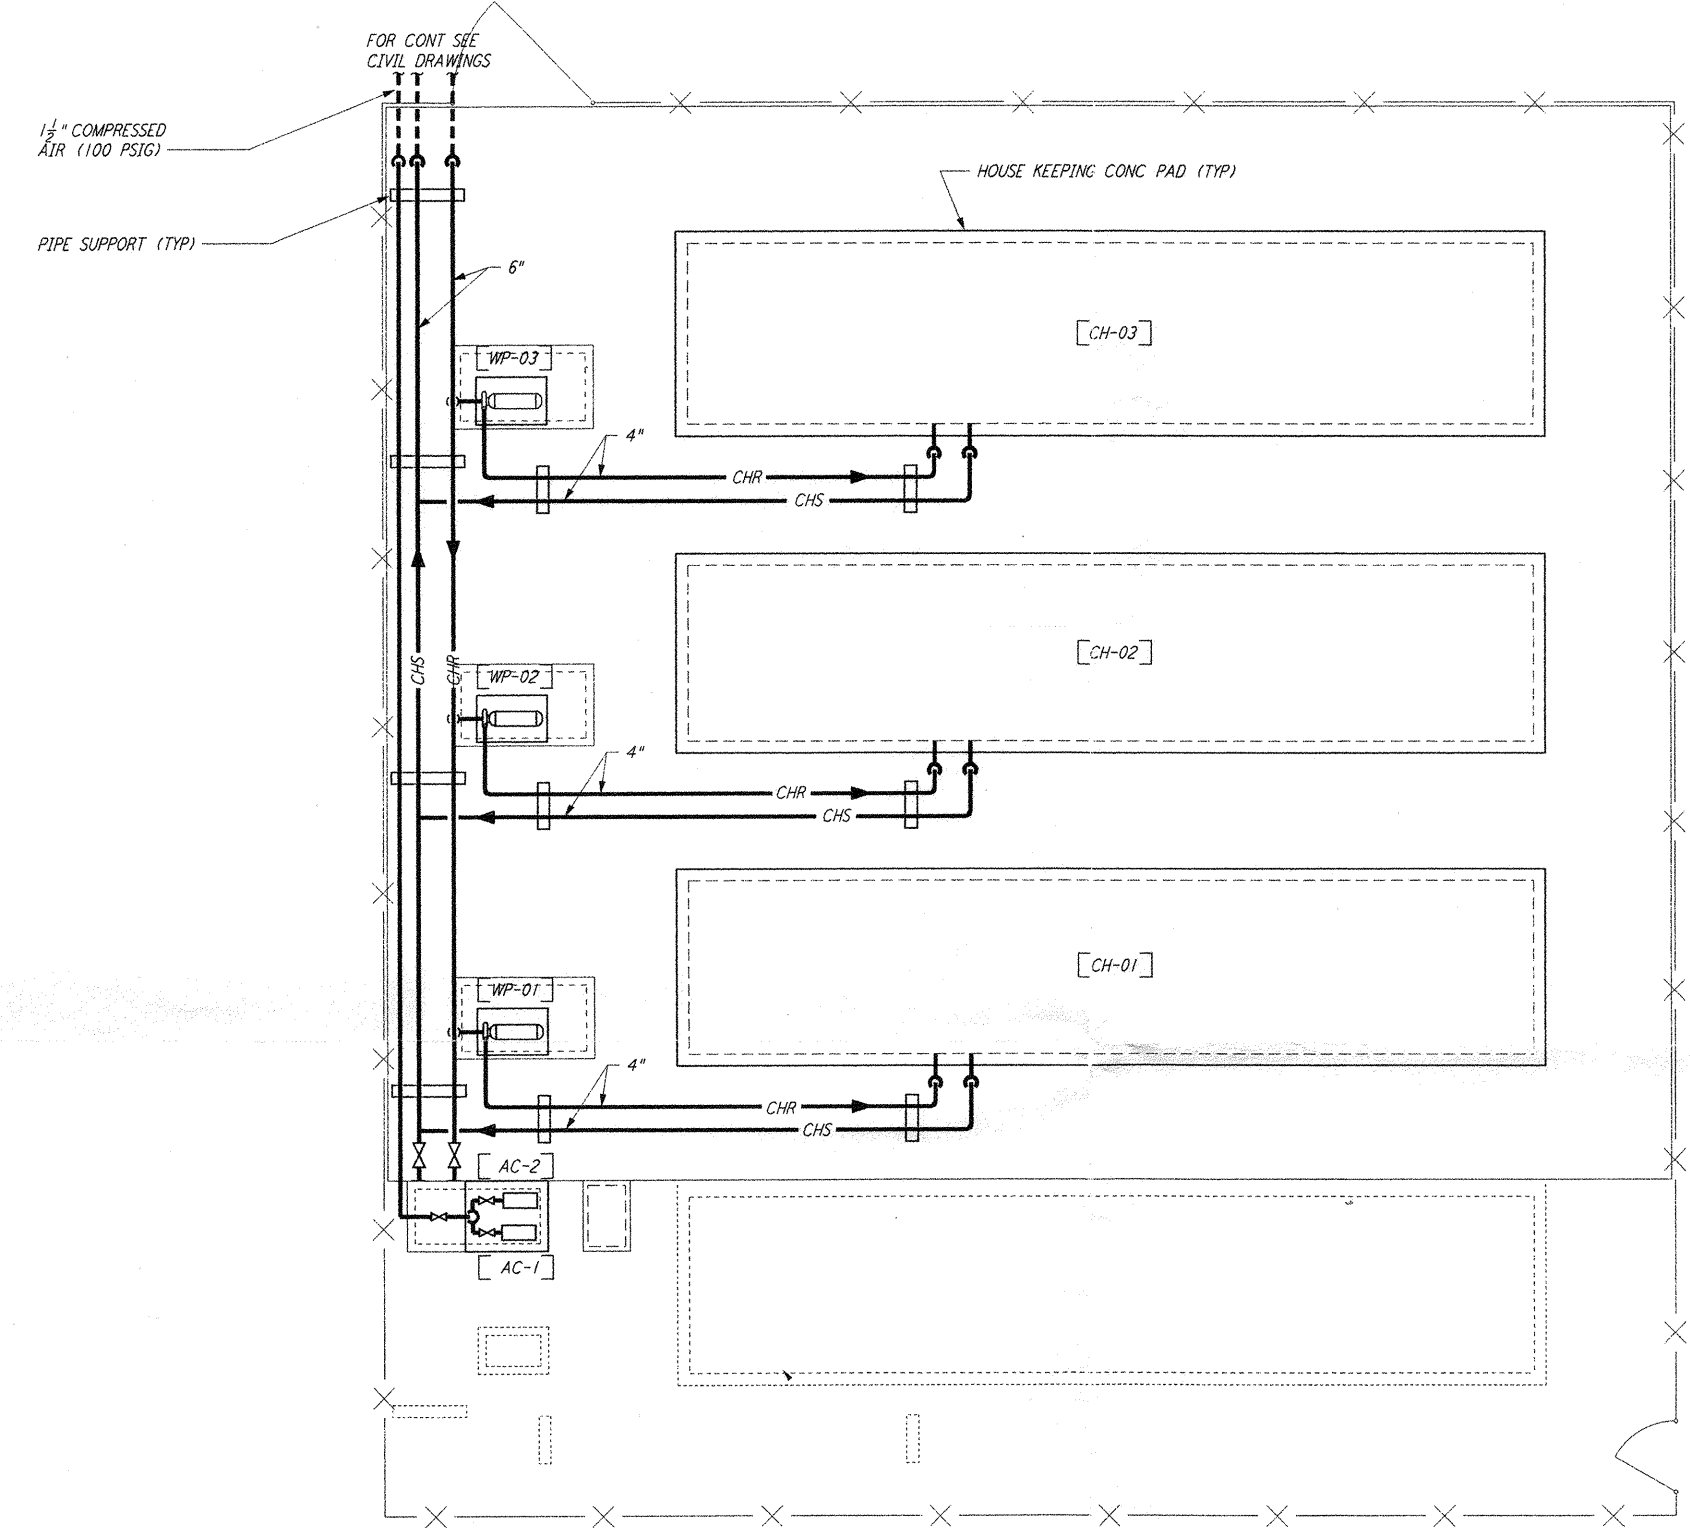 FOR CONT SEE
CIVIL DRAWINGS
1 1/2" COMPRESSED
AIR (100 PSIG)
HOUSE KEEPING CONC PAD (TYP)
PIPE SUPPORT (TYP)
6"
CH-03
WP-03
4"
CHR
CHS
CH-02
CHS
CHR
WP-02
4"
CHR
CHS
CH-01
WP-01
4"
CHR
CHS
AC-2
AC-1